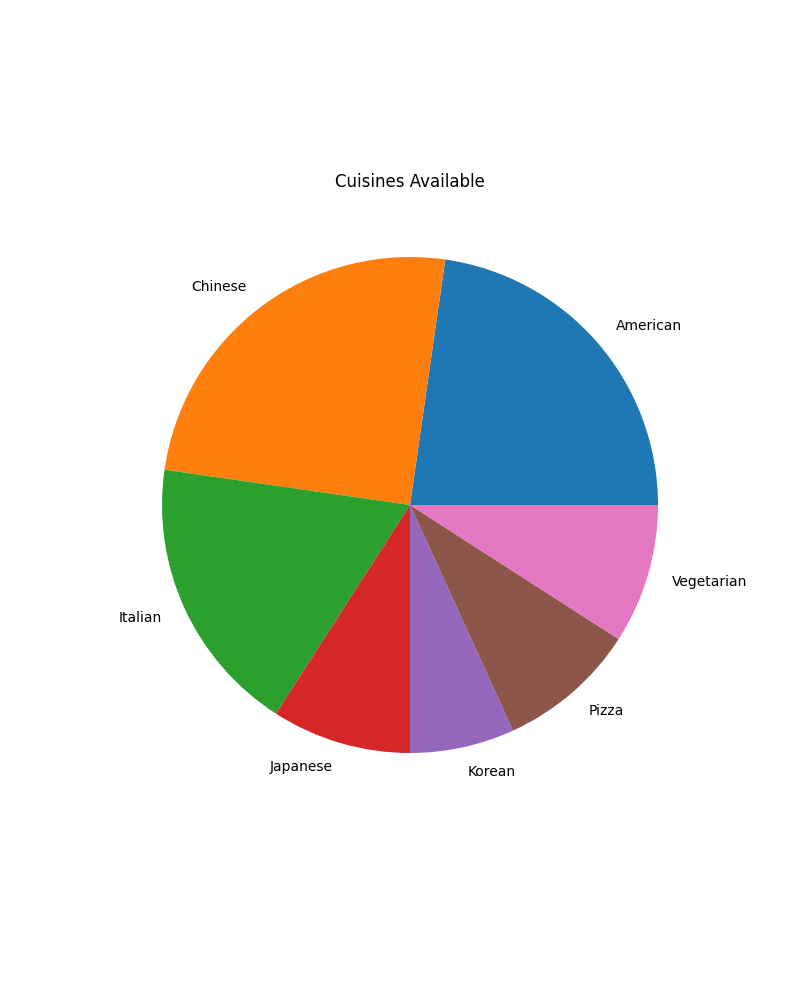 Cuisines Available
Chinese
American
Italian
Vegetarian
Pizza
Japanese
Korean